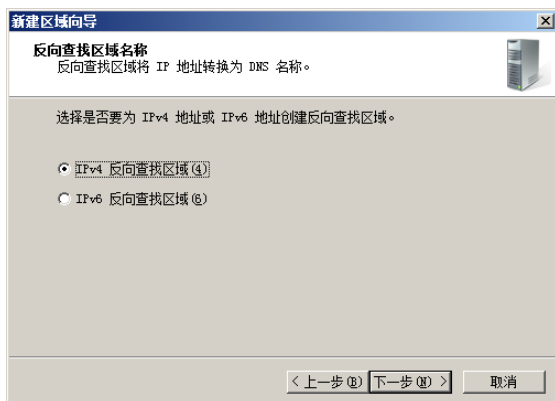 新建区域向导
反向查找区域名称
反向查找区域将 IP 地址转换为 DNS 名称。
选择是否要为 IPv4 地址或 IPv6 地址创建反向查找区域。
IPv4 反向查找区域(4)
IPv6 反向查找区域(6)
< 上一步(B) 下一步(N) > 取消